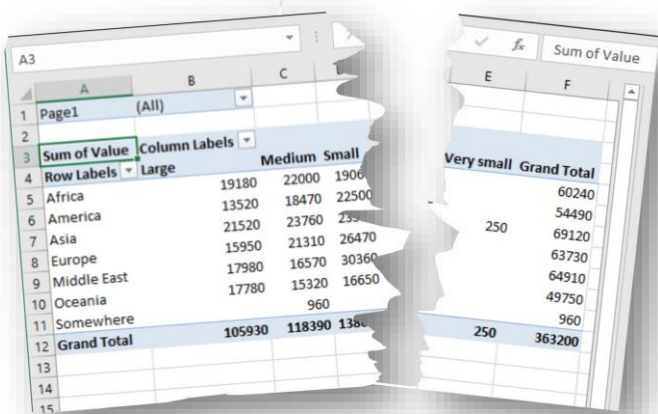 A3 fx Sum of Value
A B C E F
1 Page1 (All)
2
3 Sum of Value Column Labels
4 Row Labels Large Medium Small Very small Grand Total
5 Africa 19180 22000 60240
6 America 13520 18470 22500 54490
7 Asia 21520 23760 250 69120
8 Europe 15950 21310 26470 63730
9 Middle East 17980 16570 30360 64910
10 Oceania 17780 15320 16650 49750
11 Somewhere 960 960
12 Grand Total 105930 118390 250 363200
13
14
15